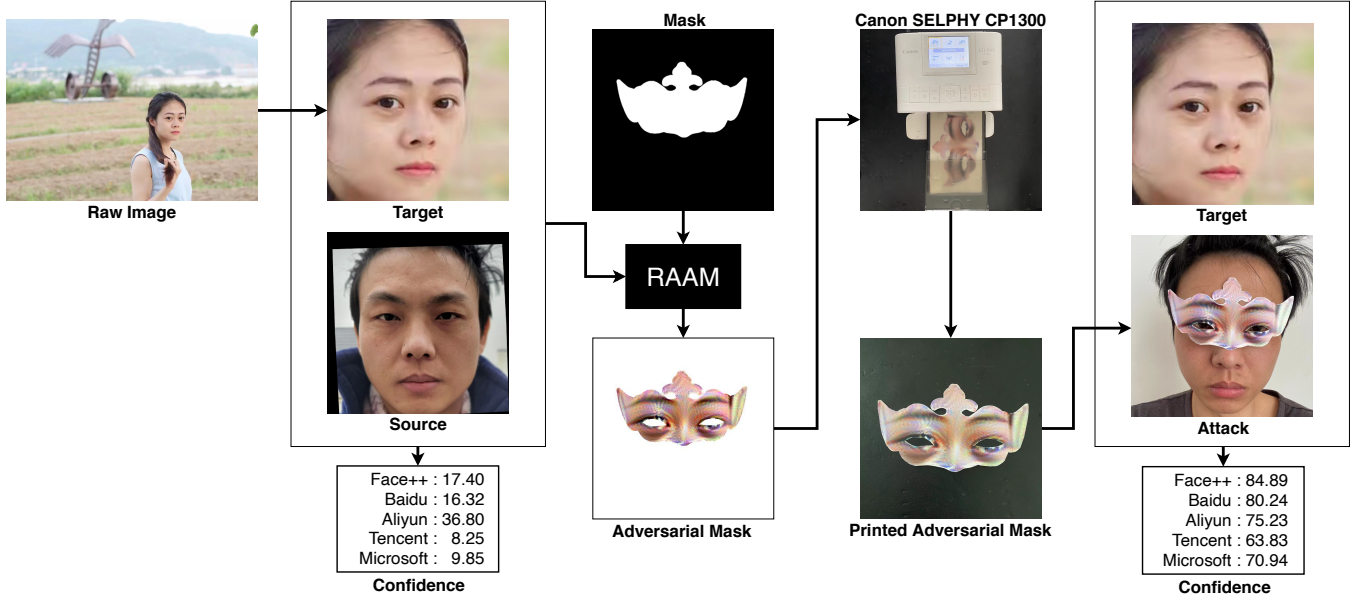 Mask
Canon SELPHY CP1300
Raw Image
Target
Target
RAAM
Source
Attack
Face++ : 17.40
Baidu : 16.32
Aliyun : 36.80
Tencent : 8.25
Microsoft : 9.85
Confidence
Adversarial Mask
Printed Adversarial Mask
Face++ : 84.89
Baidu : 80.24
Aliyun : 75.23
Tencent : 63.83
Microsoft : 70.94
Confidence